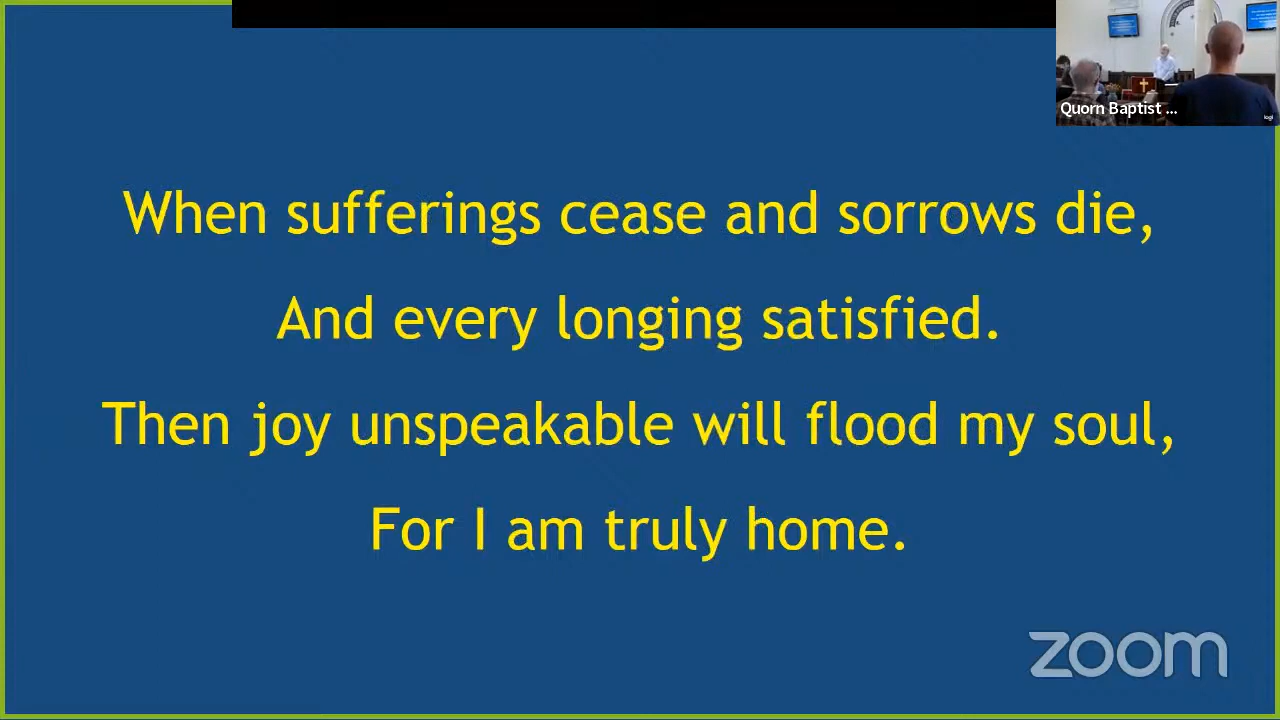 Quorn Baptist ...
When sufferings cease and sorrows die,
And every longing satisfied.
Then joy unspeakable will flood my soul,
For I am truly home.
zoom